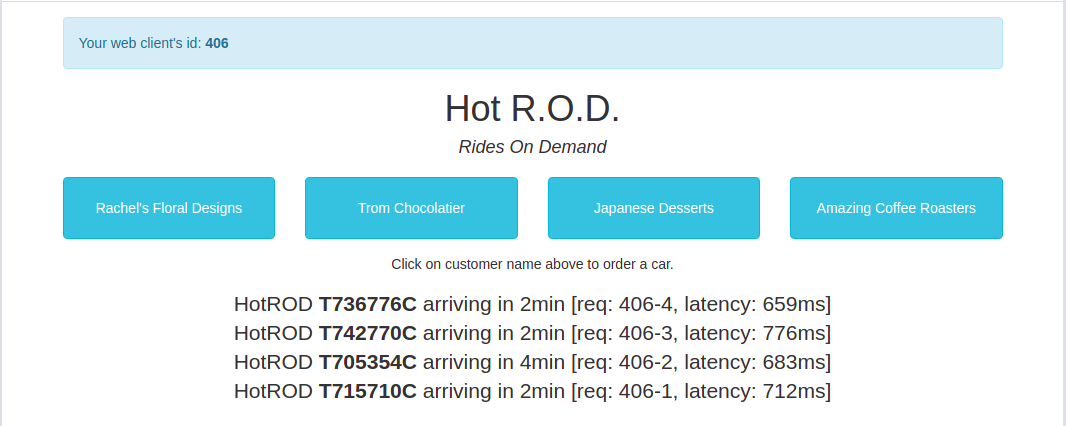 Your web client's id: 406
Hot R.O.D.
Rides On Demand
Rachel's Floral Designs
Trom Chocolatier
Japanese Desserts
Amazing Coffee Roasters
Click on customer name above to order a car.
HotROD T736776C arriving in 2min [req: 406-4, latency: 659ms]
HotROD T742770C arriving in 2min [req: 406-3, latency: 776ms]
HotROD T705354C arriving in 4min [req: 406-2, latency: 683ms]
HotROD T715710C arriving in 2min [req: 406-1, latency: 712ms]